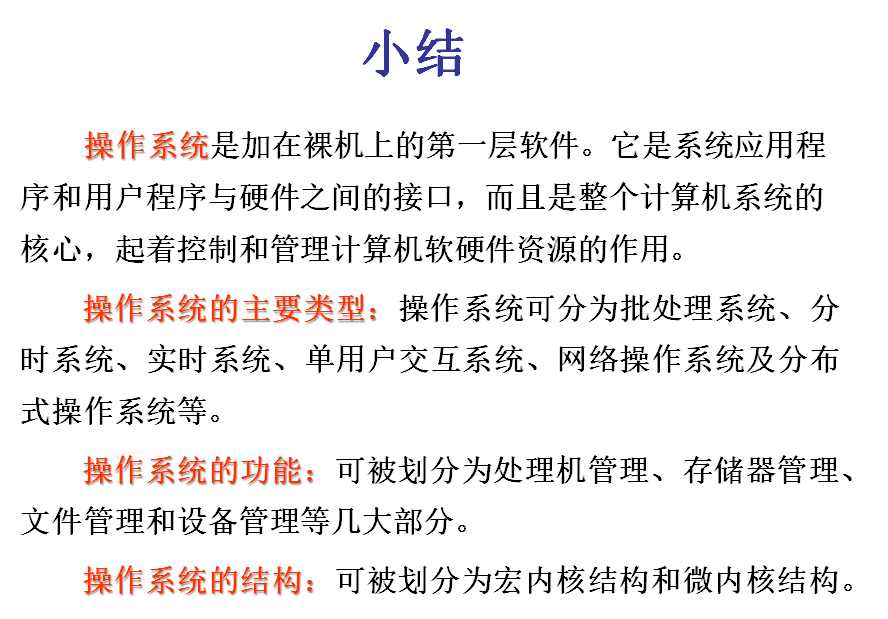 小结
操作系统是加在裸机上的第一层软件。它是系统应用程
序和用户程序与硬件之间的接口，而且是整个计算机系统的
核心，起着控制和管理计算机软硬件资源的作用。
操作系统的主要类型：操作系统可分为批处理系统、分
时系统、实时系统、单用户交互系统、网络操作系统及分布
式操作系统等。
操作系统的功能：可被划分为处理机管理、存储器管理、
文件管理和设备管理等几大部分。
操作系统的结构：可被划分为宏内核结构和微内核结构。